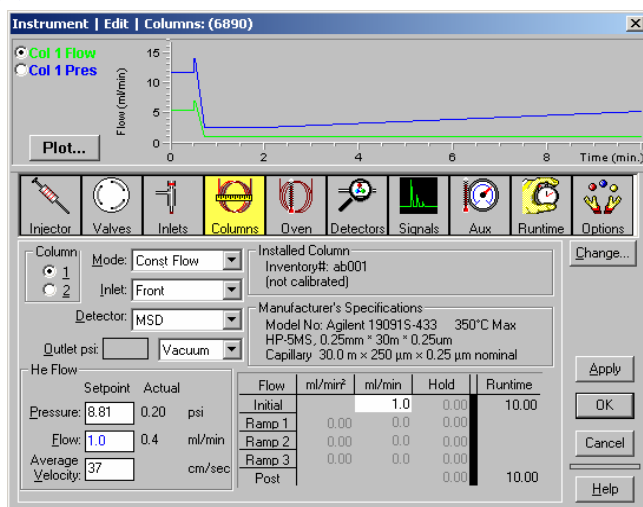 Instrument | Edit | Columns: (6890)
Col 1 Flow
Col 1 Pres
Plot...
Flow (ml/min)
15
10
5
0
0 2 4 6 8 Time (min.)
Injector Valves Inlets Columns Oven Detectors Signals Aux Runtime Options
Column
1
2
Mode: Const Flow
Inlet: Front
Detector: MSD
Outlet psi: Vacuum
Installed Column
Inventory#: ab001
(not calibrated)
Change...
Manufacturer's Specifications
Model No: Agilent 19091S-433 350°C Max
HP-5MS, 0.25mm * 30m * 0.25um
Capillary 30.0 m × 250 µm × 0.25 µm nominal
He Flow
Setpoint Actual
Pressure: 8.81 0.20 psi
Flow: 1.0 0.4 ml/min
Average Velocity: 37 cm/sec
Flow ml/min² ml/min Hold Runtime
Initial 1.0 0.00 10.00
Ramp 1 0.00 0.0 0.00
Ramp 2 0.00 0.0 0.00
Ramp 3 0.00 0.0 0.00
Post 0.00 10.00
Apply
OK
Cancel
Help